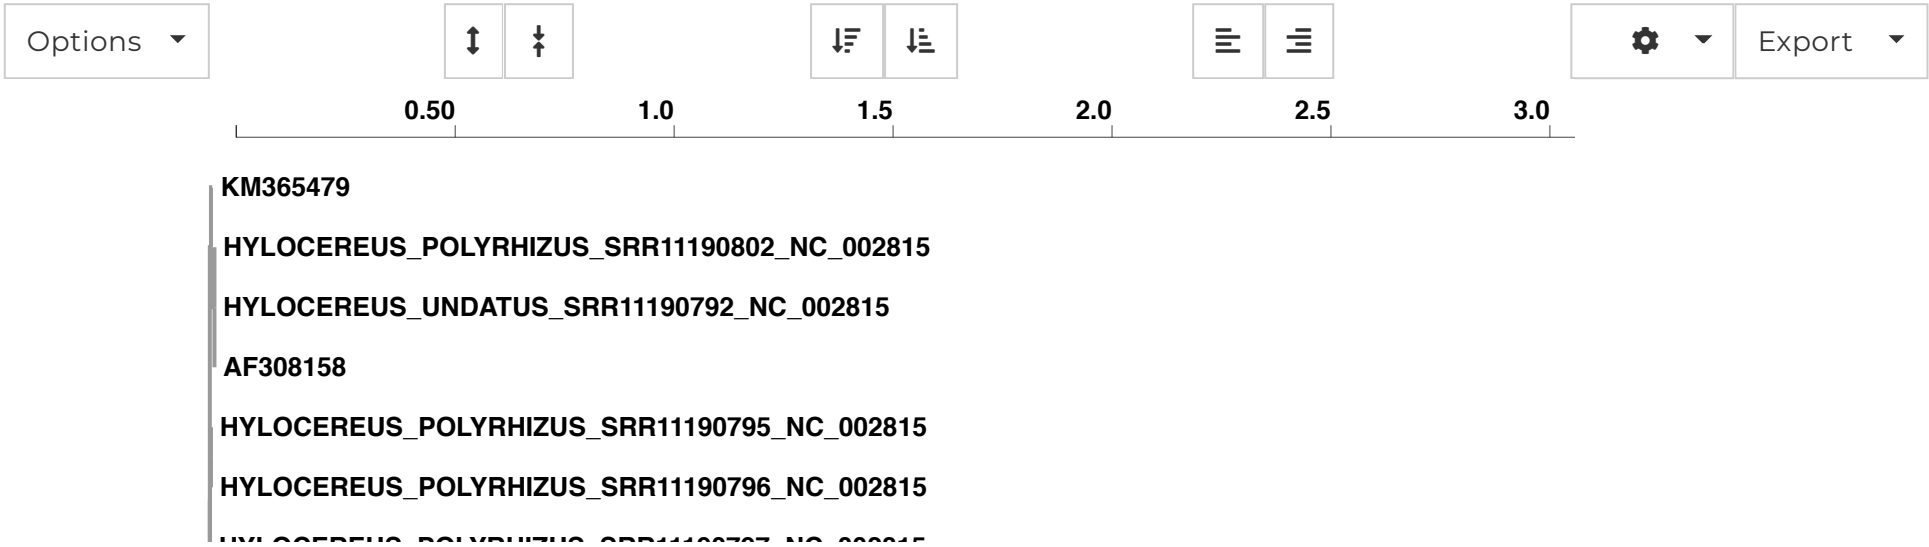 Options
Export
0.50 1.0 1.5 2.0 2.5 3.0
KM365479
HYLOCEREUS_POLYRHIZUS_SRR11190802_NC_002815
HYLOCEREUS_UNDATUS_SRR11190792_NC_002815
AF308158
HYLOCEREUS_POLYRHIZUS_SRR11190795_NC_002815
HYLOCEREUS_POLYRHIZUS_SRR11190796_NC_002815